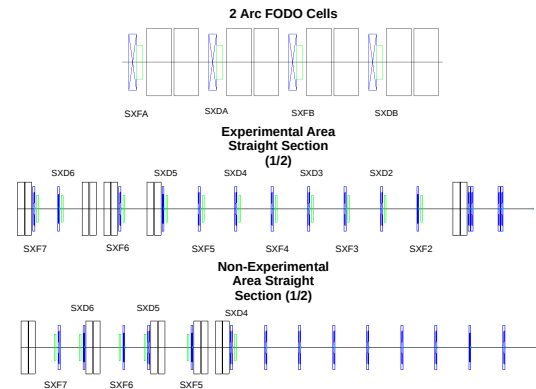 2 Arc FODO Cells
SXFA
SXDA
SXFB
SXDB
Experimental Area
Straight Section
(1/2)
SXD6
SXD5
SXD4
SXD3
SXD2
SXF7
SXF6
SXF5
SXF4
SXF3
SXF2
Non-Experimental
Area Straight
Section (1/2)
SXD6
SXD5
SXD4
SXF7
SXF6
SXF5